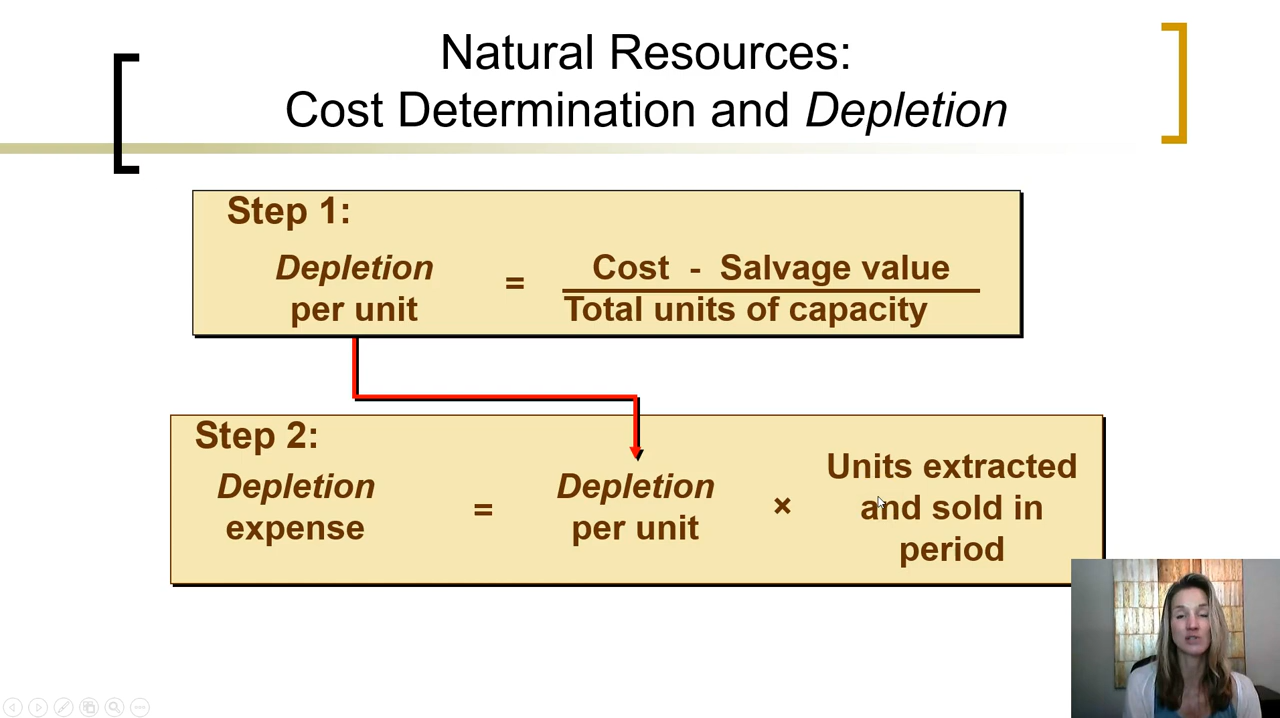 Natural Resources:
Cost Determination and Depletion
Step 1:
Depletion per unit = Cost - Salvage value
Total units of capacity
Step 2:
Depletion expense = Depletion per unit × Units extracted and sold in period